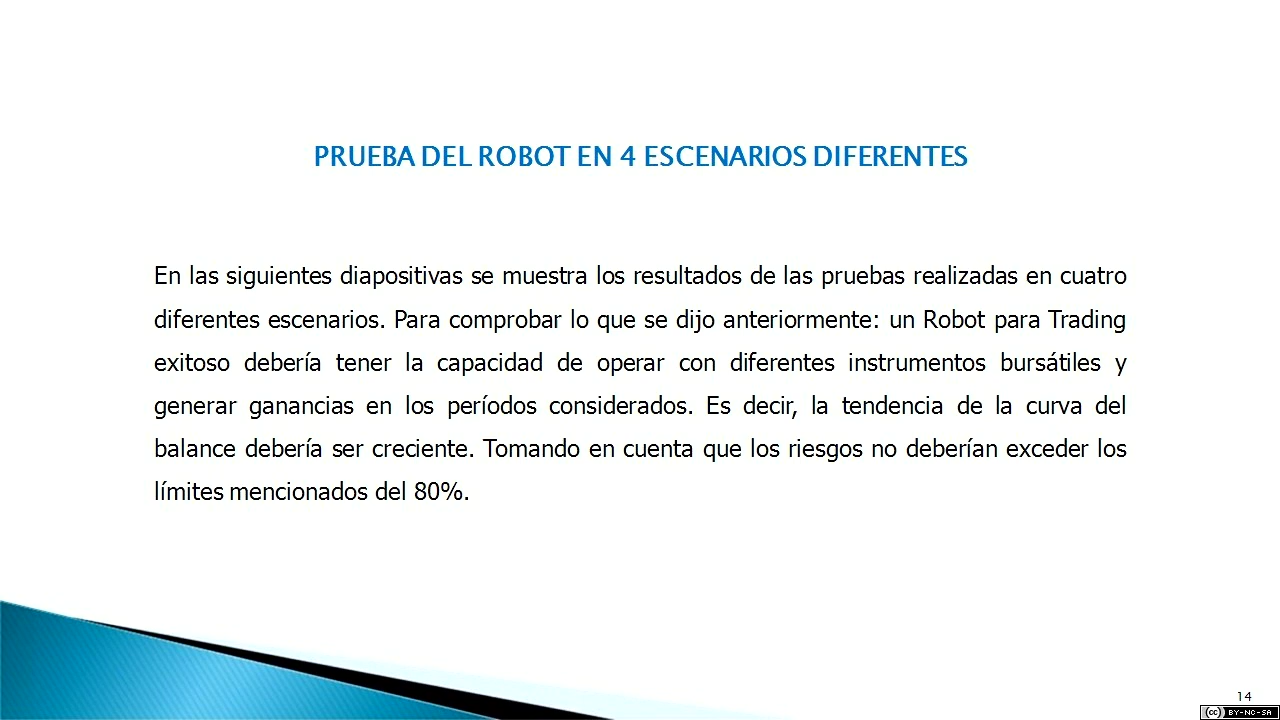 PRUEBA DEL ROBOT EN 4 ESCENARIOS DIFERENTES
En las siguientes diapositivas se muestra los resultados de las pruebas realizadas en cuatro
diferentes escenarios. Para comprobar lo que se dijo anteriormente: un Robot para Trading
exitoso debería tener la capacidad de operar con diferentes instrumentos bursátiles y
generar ganancias en los períodos considerados. Es decir, la tendencia de la curva del
balance debería ser creciente. Tomando en cuenta que los riesgos no deberían exceder los
límites mencionados del 80%.
14
(cc) BY-NC-SA